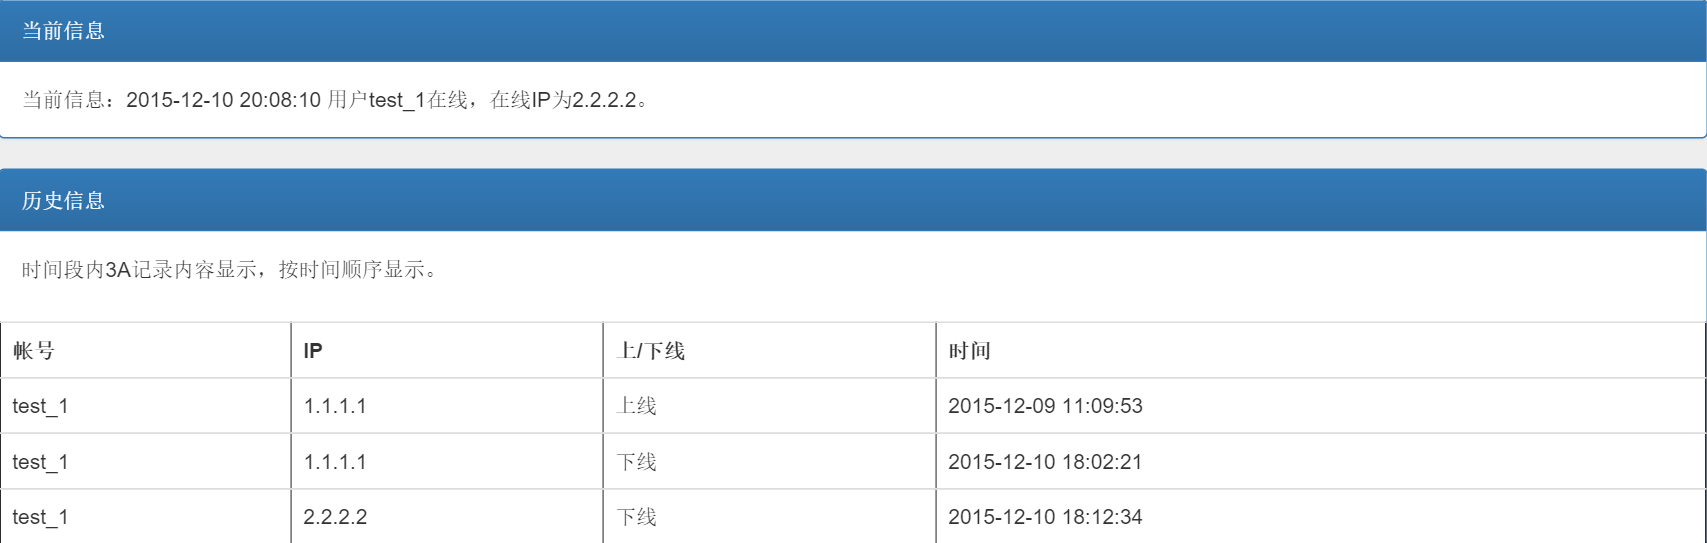 当前信息
当前信息：2015-12-10 20:08:10 用户test_1在线，在线IP为2.2.2.2。
历史信息
时间段内3A记录内容显示，按时间顺序显示。
帐号 IP 上/下线 时间
test_1 1.1.1.1 上线 2015-12-09 11:09:53
test_1 1.1.1.1 下线 2015-12-10 18:02:21
test_1 2.2.2.2 下线 2015-12-10 18:12:34